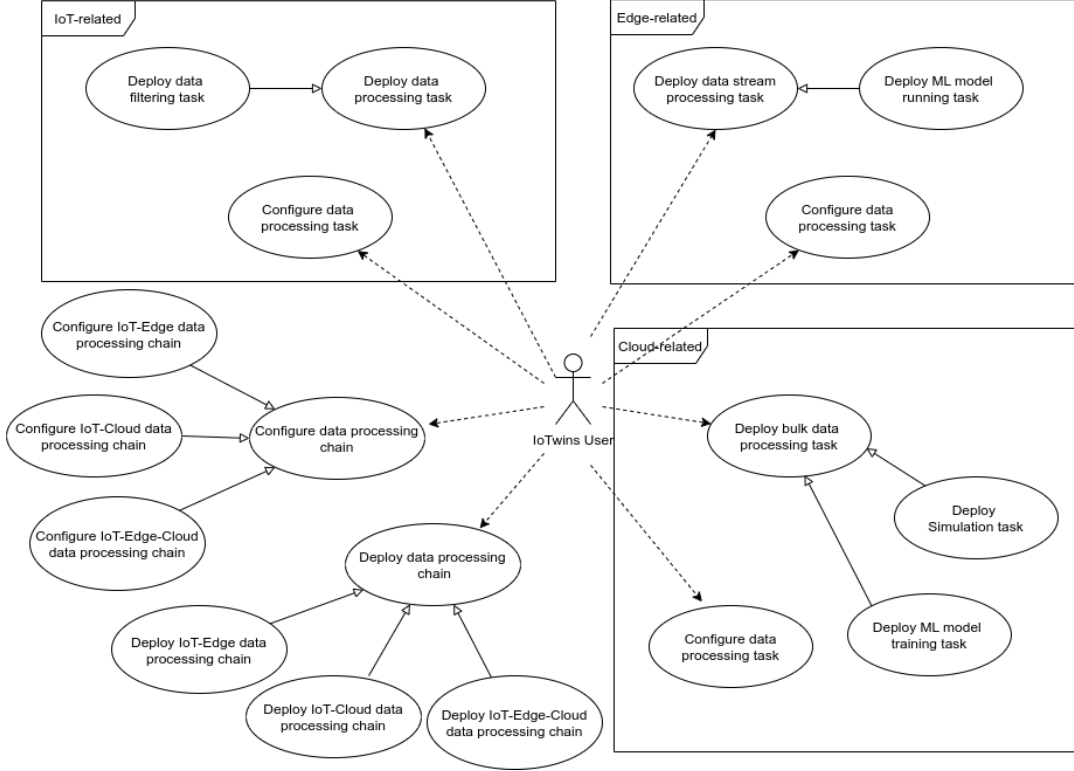 IoT-related
Deploy data
filtering task
Deploy data
processing task
Configure data
processing task
Edge-related
Deploy data stream
processing task
Deploy ML model
running task
Configure data
processing task
Configure IoT-Edge data
processing chain
Configure IoT-Cloud data
processing chain
Configure data processing
chain
Configure IoT-Edge-Cloud
data processing chain
IoTwins User
Deploy data processing
chain
Deploy IoT-Edge data
processing chain
Deploy IoT-Cloud data
processing chain
Deploy IoT-Edge-Cloud
data processing chain
Cloud-related
Deploy bulk data
processing task
Deploy
Simulation task
Configure data
processing task
Deploy ML model
training task